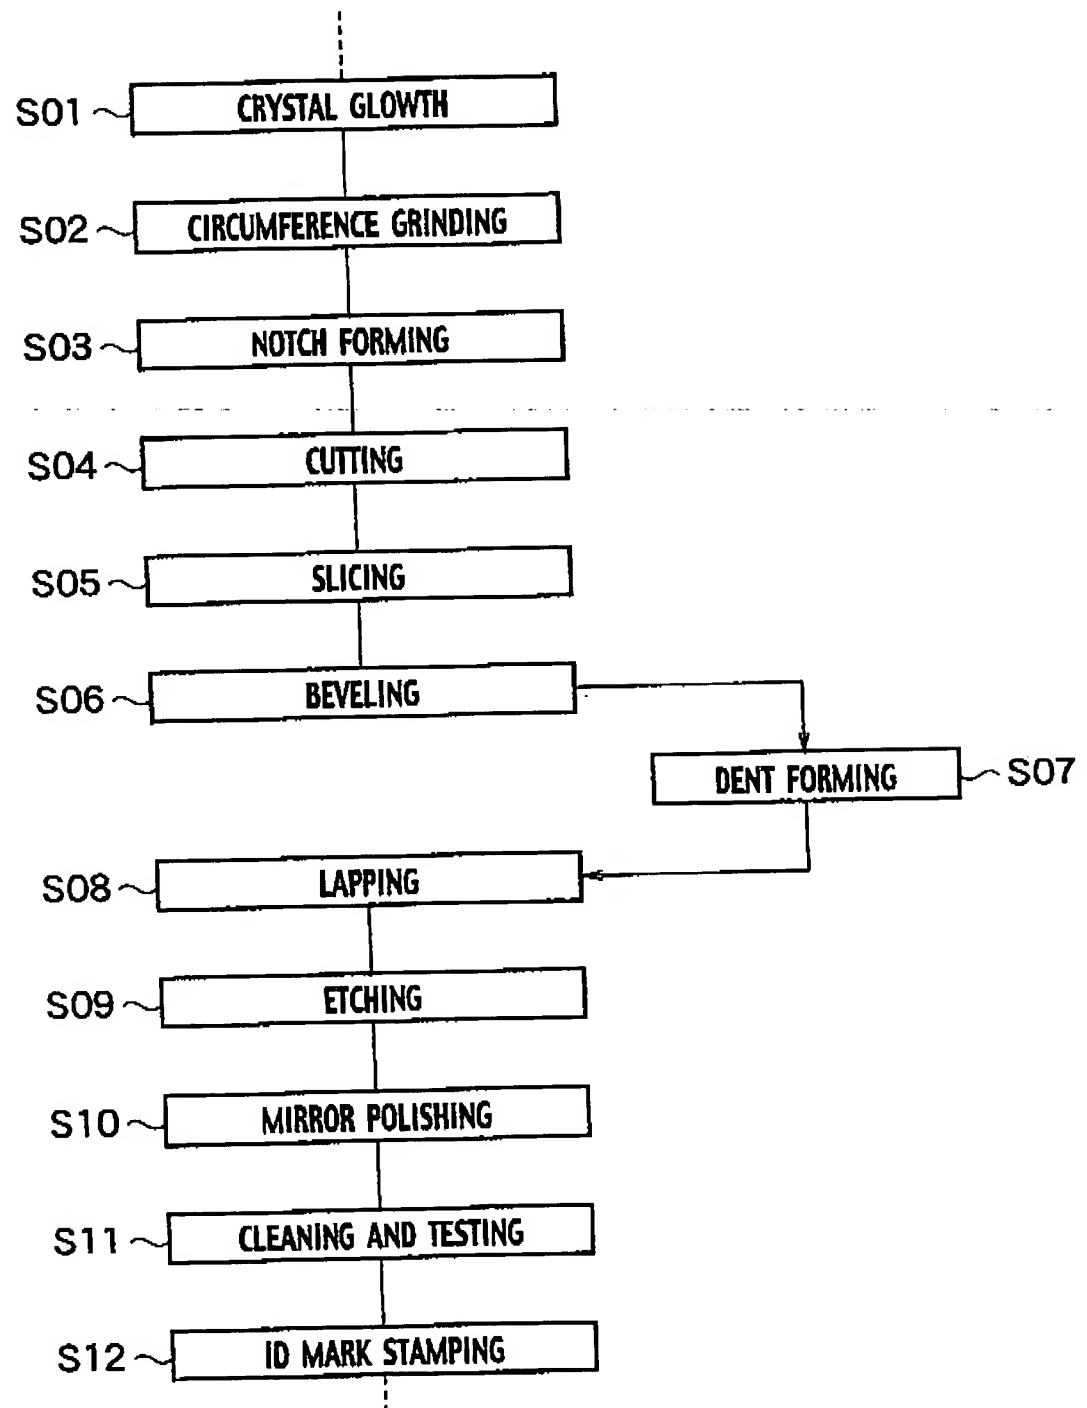 S01 CRYSTAL GLOWTH
S02 CIRCUMFERENCE GRINDING
S03 NOTCH FORMING
S04 CUTTING
S05 SLICING
S06 BEVELING
DENT FORMING S07
S08 LAPPING
S09 ETCHING
S10 MIRROR POLISHING
S11 CLEANING AND TESTING
S12 ID MARK STAMPING